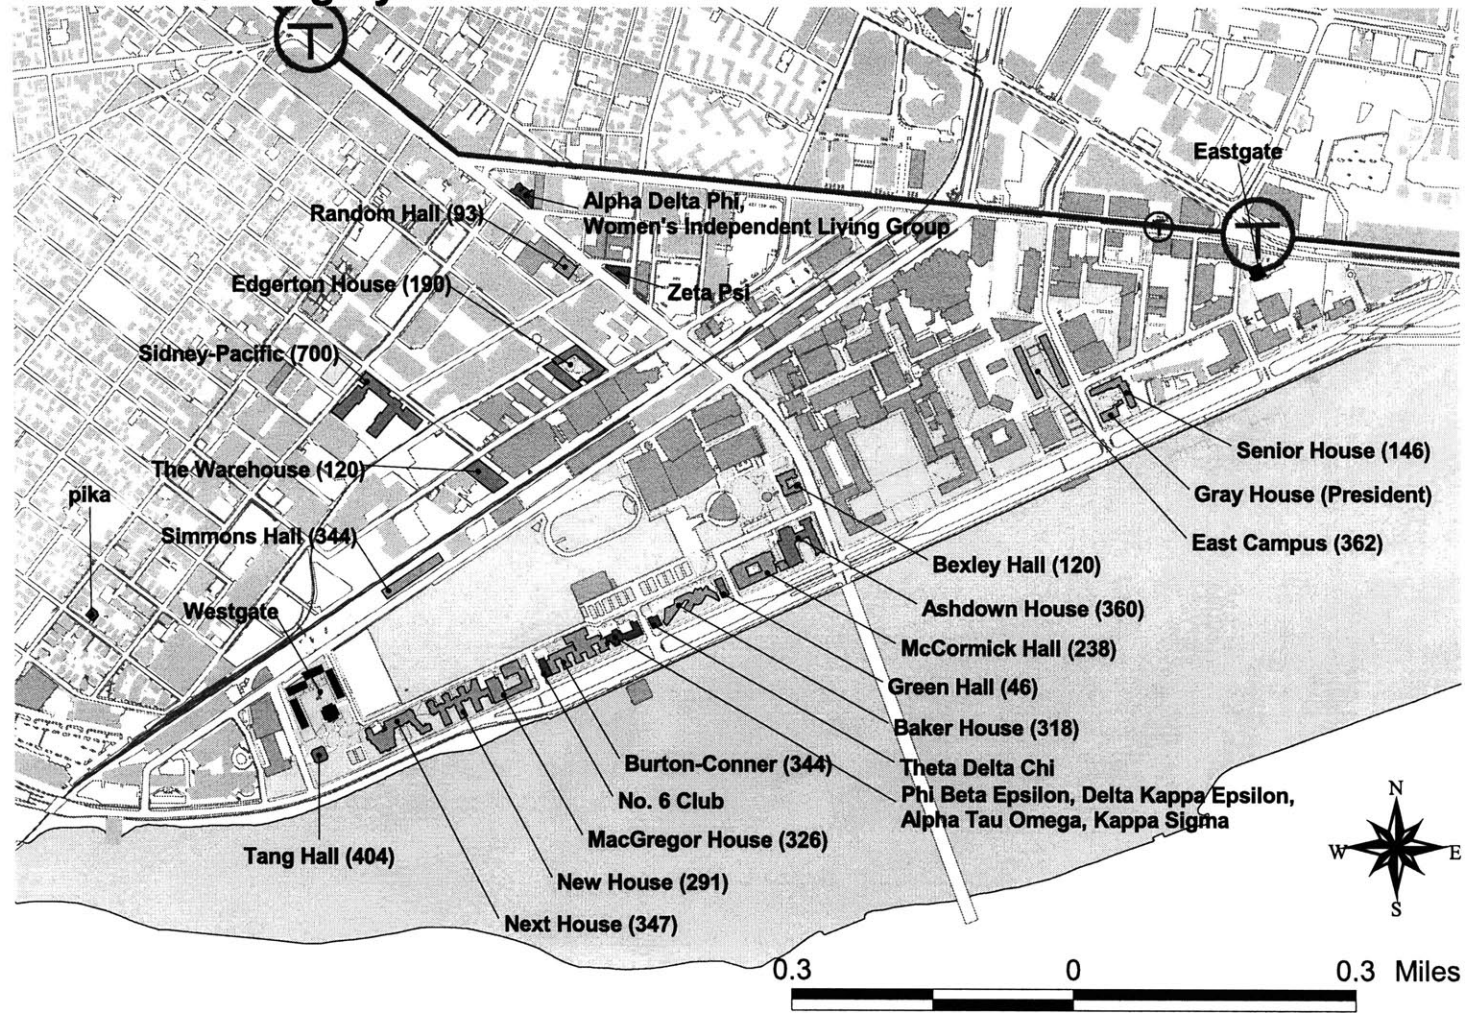 T
Eastgate
Random Hall (93)
Alpha Delta Phi,
Women's Independent Living Group
T
T
Edgerton House (190)
Zeta Psi
Sidney-Pacific (700)
Senior House (146)
The Warehouse (120)
pika
Gray House (President)
Simmons Hall (344)
East Campus (362)
Bexley Hall (120)
Westgate
Ashdown House (360)
McCormick Hall (238)
Green Hall (46)
Baker House (318)
Burton-Conner (344)
Theta Delta Chi
Phi Beta Epsilon, Delta Kappa Epsilon,
Alpha Tau Omega, Kappa Sigma
No. 6 Club
MacGregor House (326)
Tang Hall (404)
New House (291)
Next House (347)
N
W E
S
0.3 0 0.3 Miles